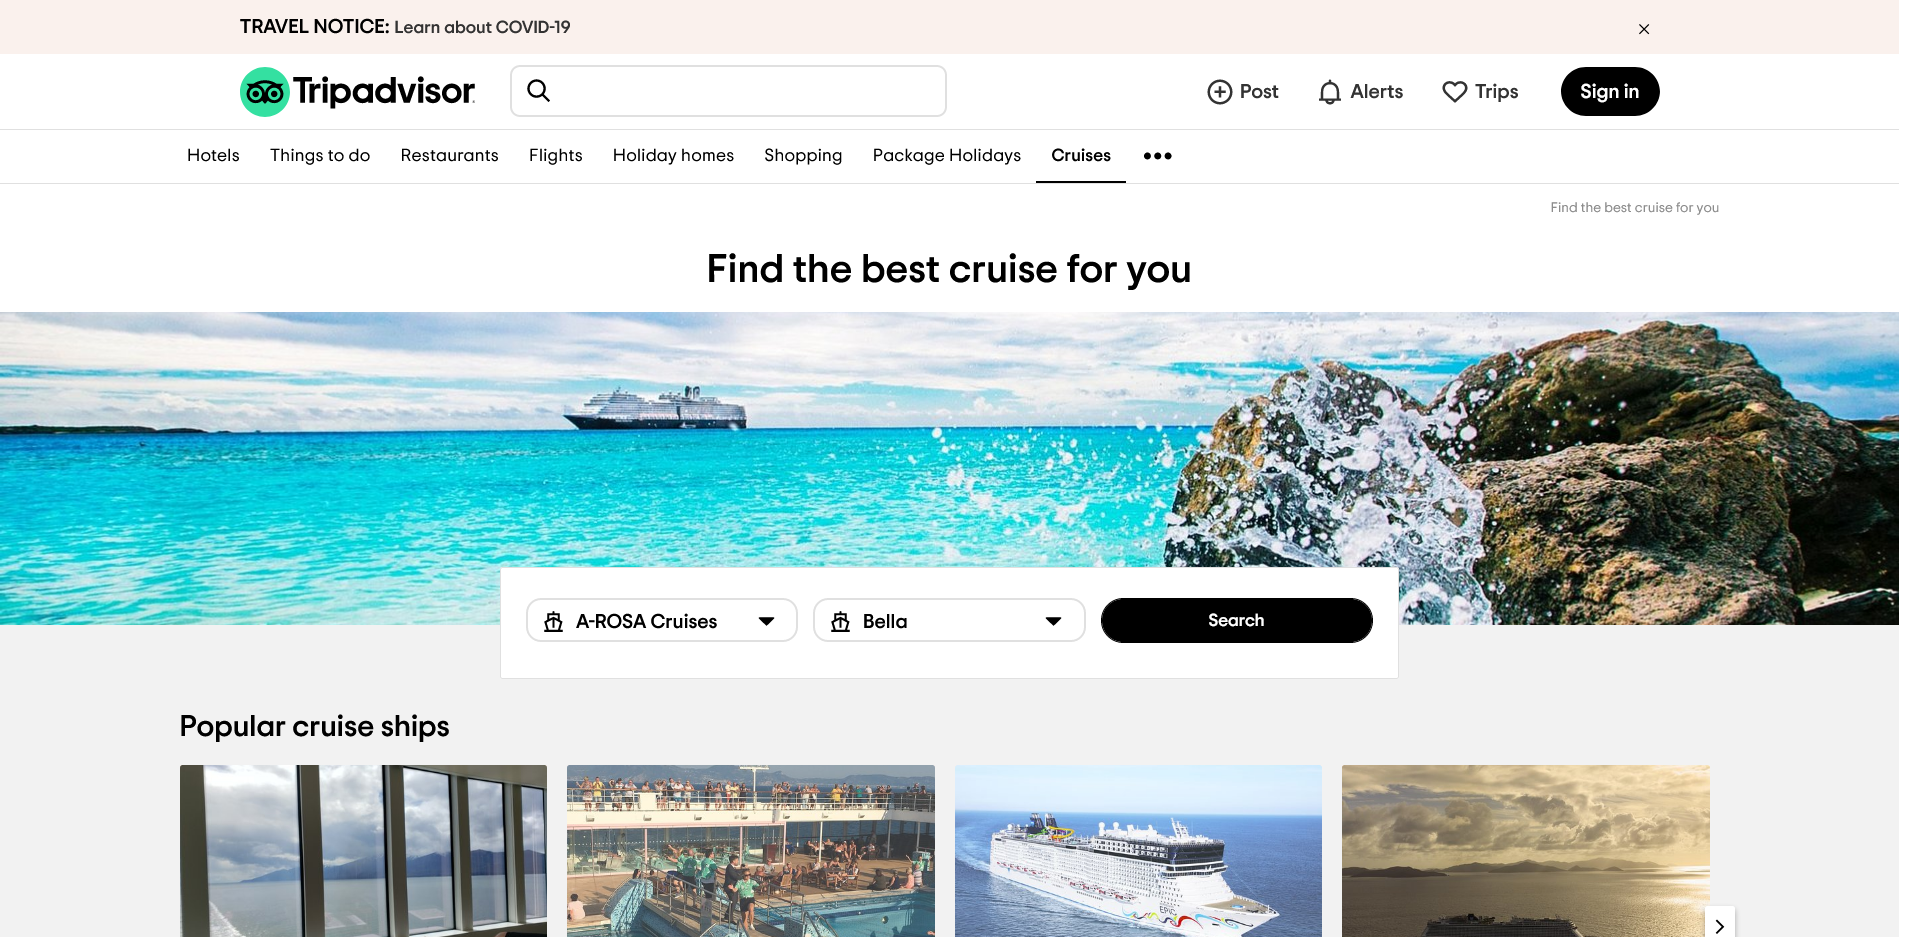 TRAVEL NOTICE: Learn about COVID-19
Tripadvisor
Post
Alerts
Trips
Sign in
Hotels
Things to do
Restaurants
Flights
Holiday homes
Shopping
Package Holidays
Cruises
Find the best cruise for you
Find the best cruise for you
A-ROSA Cruises
Bella
Search
Popular cruise ships
EPIC